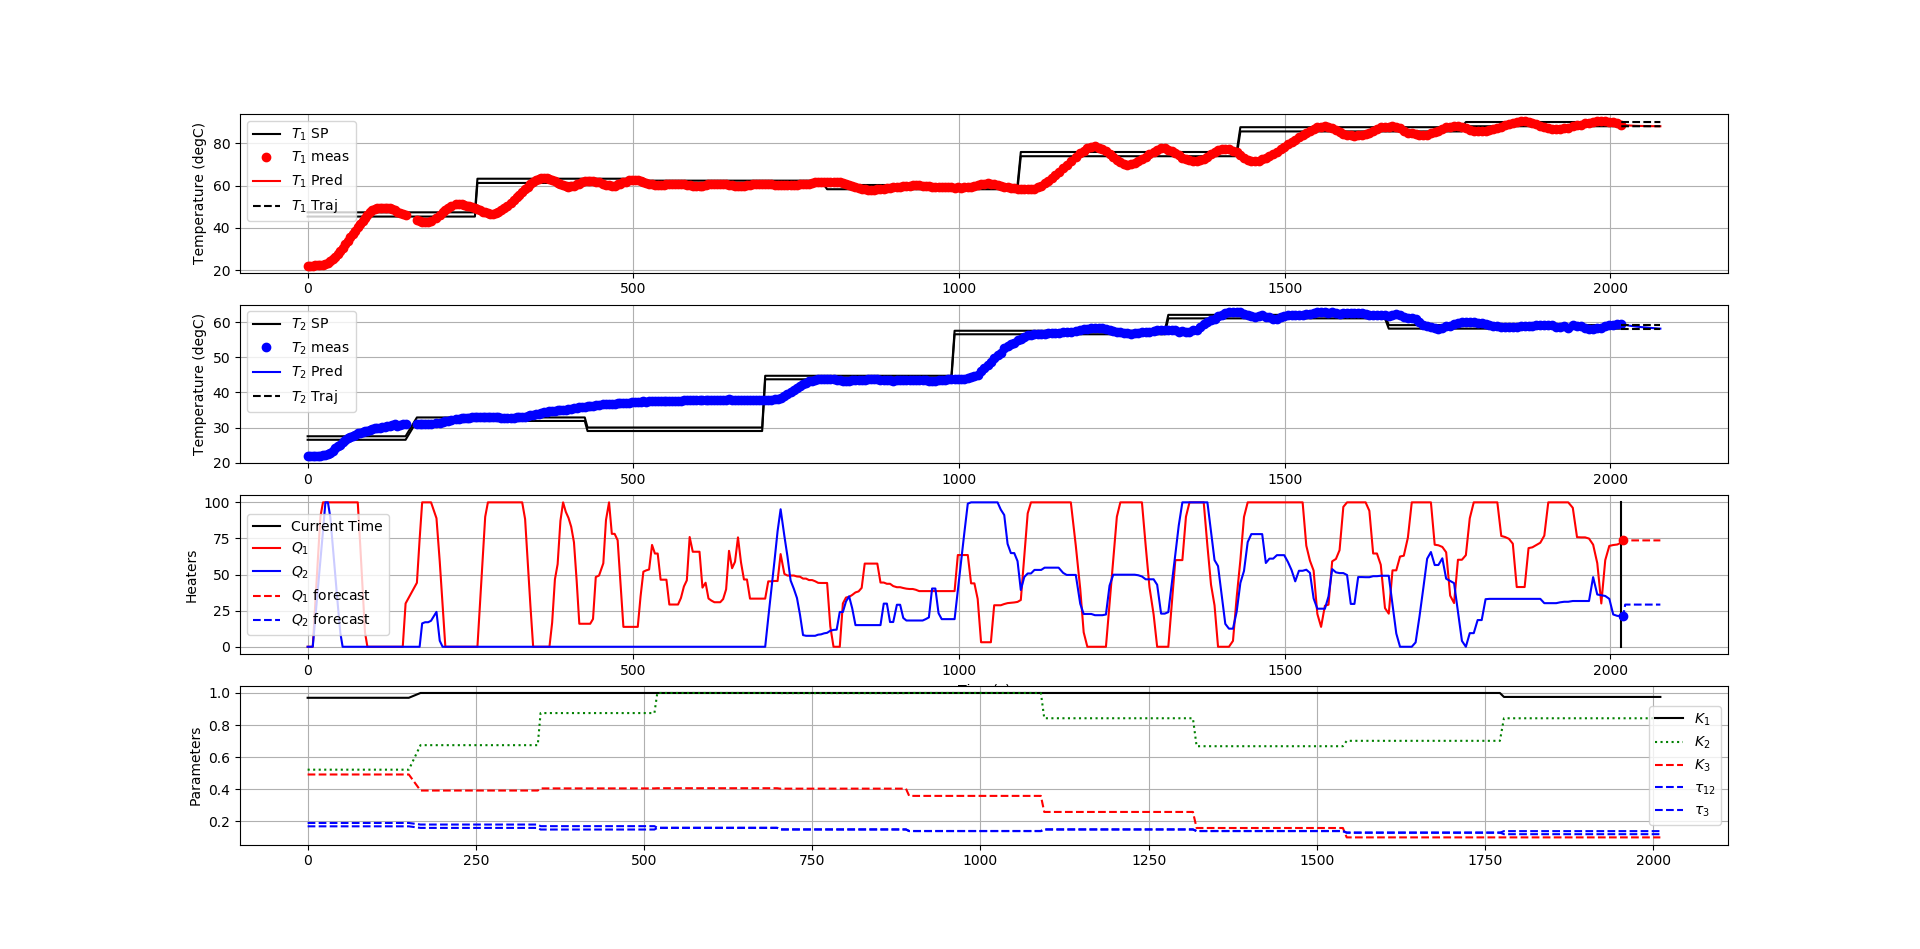 Temperature (degC)
80
60
40
20
T₁ SP
T₁ meas
T₁ Pred
T₁ Traj
0 500 1000 1500 2000
Temperature (degC)
60
50
40
30
20
T₂ SP
T₂ meas
T₂ Pred
T₂ Traj
0 500 1000 1500 2000
Heaters
100
75
50
25
0
Current Time
Q₁
Q₂
Q₁ forecast
Q₂ forecast
0 500 1000 1500 2000
Parameters
1.0
0.8
0.6
0.4
0.2
K₁
K₂
K₃
τ₁₂
τ₃
0 250 500 750 1000 1250 1500 1750 2000